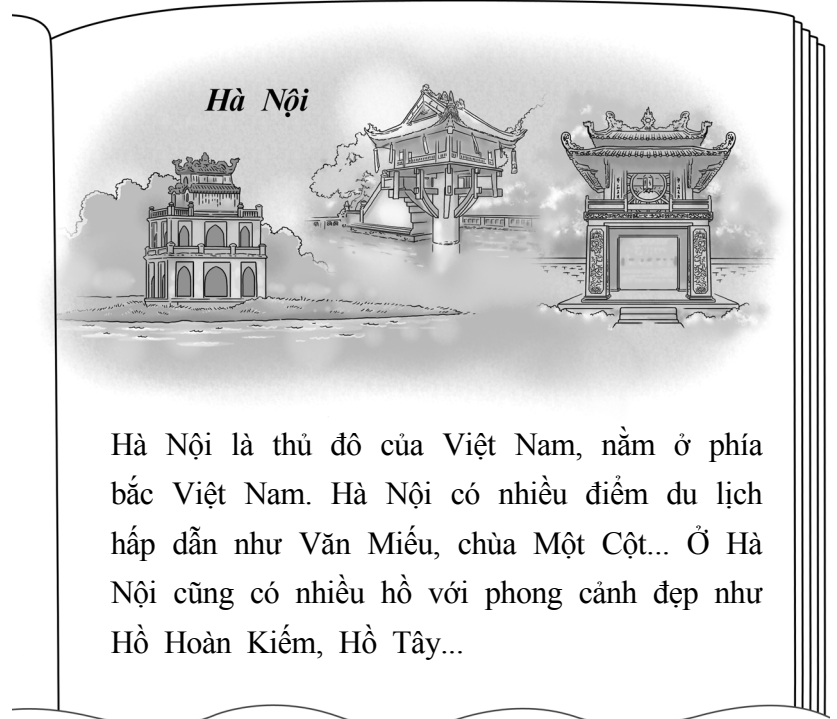 Hà Nội
Hà Nội là thủ đô của Việt Nam, nằm ở phía
bắc Việt Nam. Hà Nội có nhiều điểm du lịch
hấp dẫn như Văn Miếu, chùa Một Cột... Ở Hà
Nội cũng có nhiều hồ với phong cảnh đẹp như
Hồ Hoàn Kiếm, Hồ Tây...